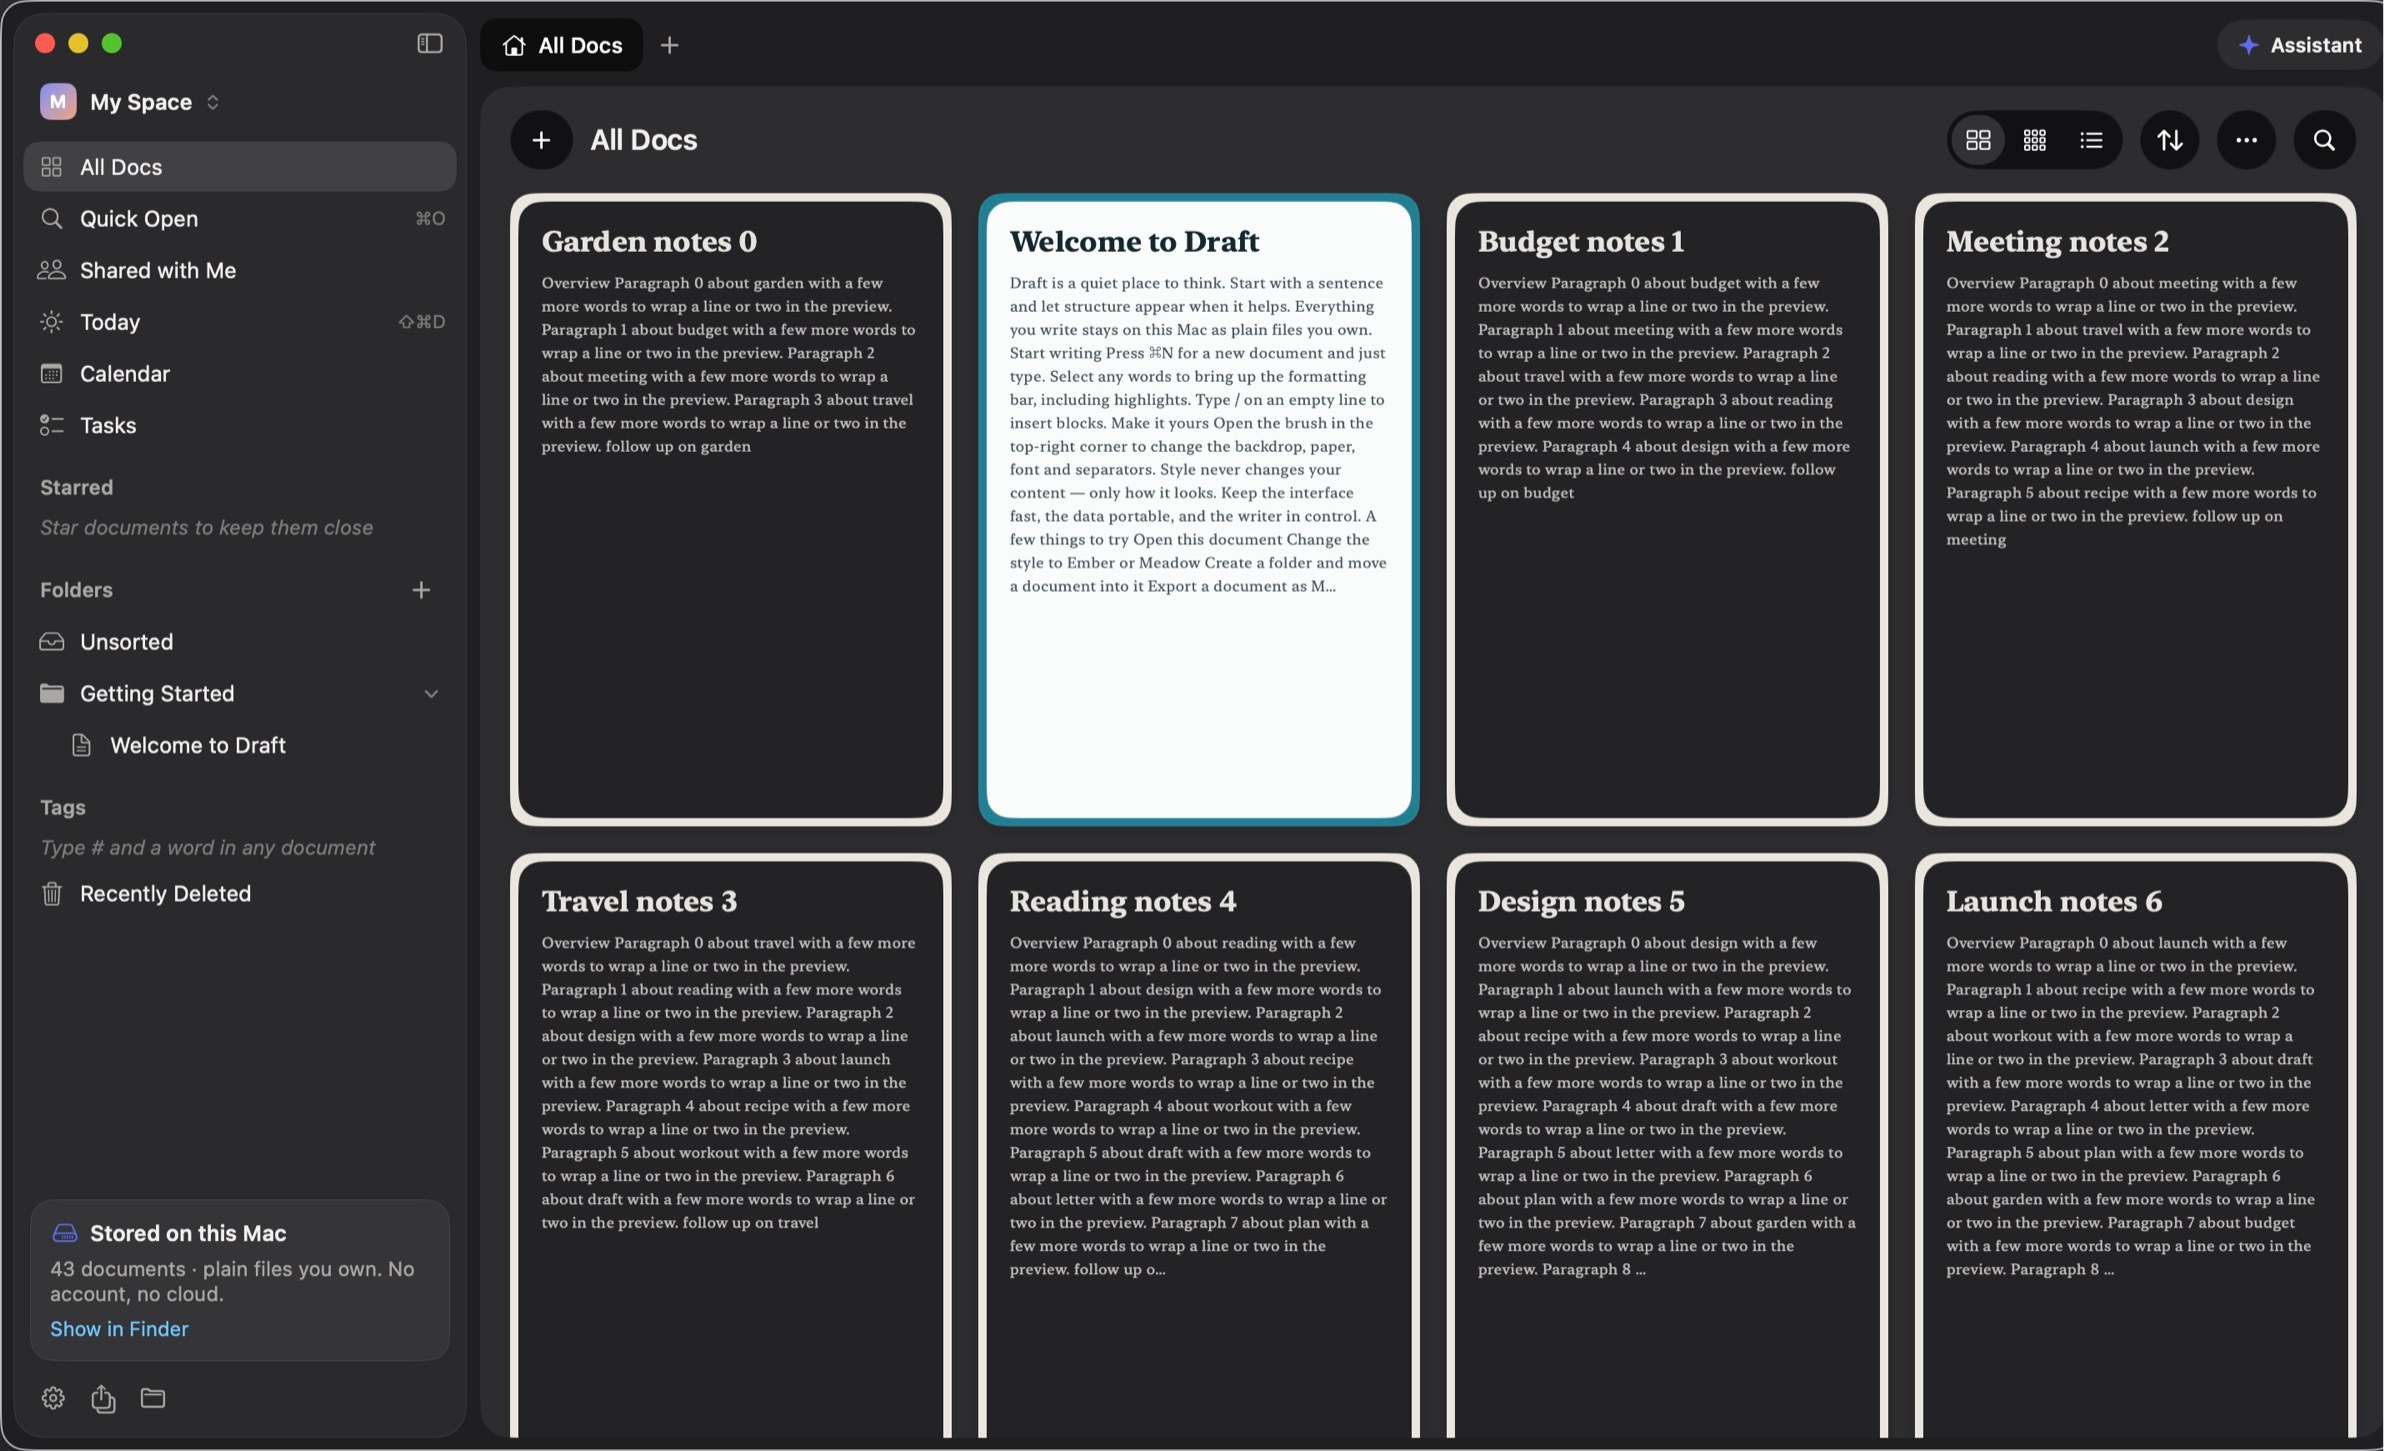 M My Space
All Docs
Quick Open ⌘O
Shared with Me
Today ⇧⌘D
Calendar
Tasks
Starred
Star documents to keep them close
Folders
Unsorted
Getting Started
Welcome to Draft
Tags
Type # and a word in any document
Recently Deleted
Stored on this Mac
43 documents · plain files you own. No
account, no cloud.
Show in Finder
All Docs
Assistant
All Docs
Garden notes 0
Overview Paragraph 0 about garden with a few
more words to wrap a line or two in the preview.
Paragraph 1 about budget with a few more words to
wrap a line or two in the preview. Paragraph 2
about meeting with a few more words to wrap a
line or two in the preview. Paragraph 3 about travel
with a few more words to wrap a line or two in the
preview. follow up on garden
Welcome to Draft
Draft is a quiet place to think. Start with a sentence
and let structure appear when it helps. Everything
you write stays on this Mac as plain files you own.
Start writing Press ⌘N for a new document and just
type. Select any words to bring up the formatting
bar, including highlights. Type / on an empty line to
insert blocks. Make it yours Open the brush in the
top-right corner to change the backdrop, paper,
font and separators. Style never changes your
content — only how it looks. Keep the interface
fast, the data portable, and the writer in control. A
few things to try Open this document Change the
style to Ember or Meadow Create a folder and move
a document into it Export a document as M...
Budget notes 1
Overview Paragraph 0 about budget with a few
more words to wrap a line or two in the preview.
Paragraph 1 about meeting with a few more words
to wrap a line or two in the preview. Paragraph 2
about travel with a few more words to wrap a line
or two in the preview. Paragraph 3 about reading
with a few more words to wrap a line or two in the
preview. Paragraph 4 about design with a few more
words to wrap a line or two in the preview. follow
up on budget
Meeting notes 2
Overview Paragraph 0 about meeting with a few
more words to wrap a line or two in the preview.
Paragraph 1 about travel with a few more words to
wrap a line or two in the preview. Paragraph 2
about reading with a few more words to wrap a line
or two in the preview. Paragraph 3 about design
with a few more words to wrap a line or two in the
preview. Paragraph 4 about launch with a few more
words to wrap a line or two in the preview.
Paragraph 5 about recipe with a few more words to
wrap a line or two in the preview. follow up on
meeting
Travel notes 3
Overview Paragraph 0 about travel with a few more
words to wrap a line or two in the preview.
Paragraph 1 about reading with a few more words
to wrap a line or two in the preview. Paragraph 2
about design with a few more words to wrap a line
or two in the preview. Paragraph 3 about launch
with a few more words to wrap a line or two in the
preview. Paragraph 4 about recipe with a few more
words to wrap a line or two in the preview.
Paragraph 5 about workout with a few more words
to wrap a line or two in the preview. Paragraph 6
about draft with a few more words to wrap a line or
two in the preview. follow up on travel
Reading notes 4
Overview Paragraph 0 about reading with a few
more words to wrap a line or two in the preview.
Paragraph 1 about design with a few more words to
wrap a line or two in the preview. Paragraph 2
about launch with a few more words to wrap a line
or two in the preview. Paragraph 3 about recipe
with a few more words to wrap a line or two in the
preview. Paragraph 4 about workout with a few
more words to wrap a line or two in the preview.
Paragraph 5 about draft with a few more words to
wrap a line or two in the preview. Paragraph 6
about letter with a few more words to wrap a line or
two in the preview. Paragraph 7 about plan with a
few more words to wrap a line or two in the
preview. follow up o...
Design notes 5
Overview Paragraph 0 about design with a few
more words to wrap a line or two in the preview.
Paragraph 1 about launch with a few more words to
wrap a line or two in the preview. Paragraph 2
about recipe with a few more words to wrap a line
or two in the preview. Paragraph 3 about workout
with a few more words to wrap a line or two in the
preview. Paragraph 4 about draft with a few more
words to wrap a line or two in the preview.
Paragraph 5 about letter with a few more words to
wrap a line or two in the preview. Paragraph 6
about plan with a few more words to wrap a line or
two in the preview. Paragraph 7 about garden with a
few more words to wrap a line or two in the
preview. Paragraph 8 ...
Launch notes 6
Overview Paragraph 0 about launch with a few
more words to wrap a line or two in the preview.
Paragraph 1 about recipe with a few more words to
wrap a line or two in the preview. Paragraph 2
about workout with a few more words to wrap a
line or two in the preview. Paragraph 3 about draft
with a few more words to wrap a line or two in the
preview. Paragraph 4 about letter with a few more
words to wrap a line or two in the preview.
Paragraph 5 about plan with a few more words to
wrap a line or two in the preview. Paragraph 6
about garden with a few more words to wrap a line
or two in the preview. Paragraph 7 about budget
with a few more words to wrap a line or two in the
preview. Paragraph 8 ...